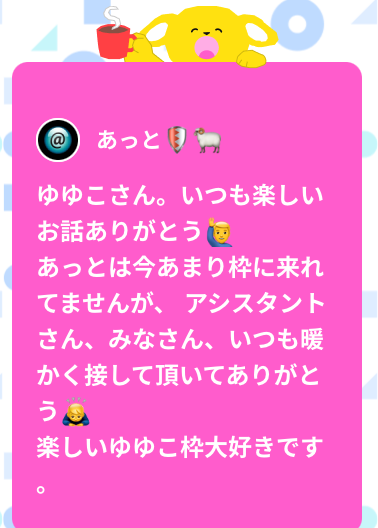 @
あっと🛡️🐏
ゆゆこさん。いつも楽しい
お話ありがとう🙋‍♂️
あっとは今あまり枠に来れ
てませんが、 アシスタント
さん、みなさん、いつも暖
かく接して頂いてありがと
う🙇‍♀️
楽しいゆゆこ枠大好きです
。